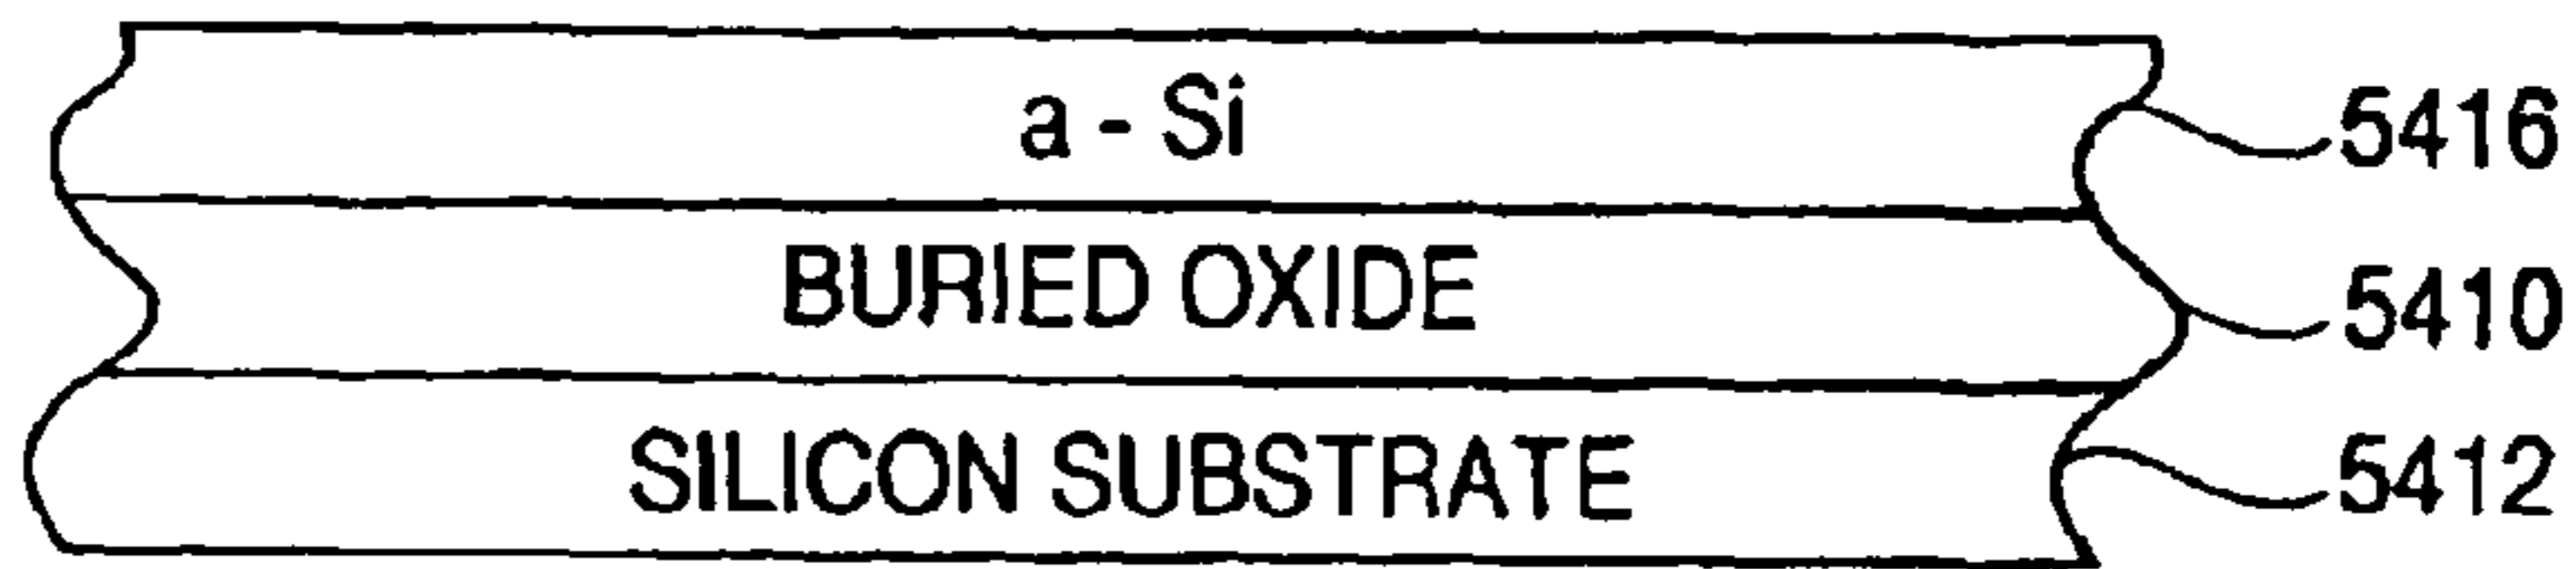 a - Si
5416
BURIED OXIDE
5410
SILICON SUBSTRATE
5412